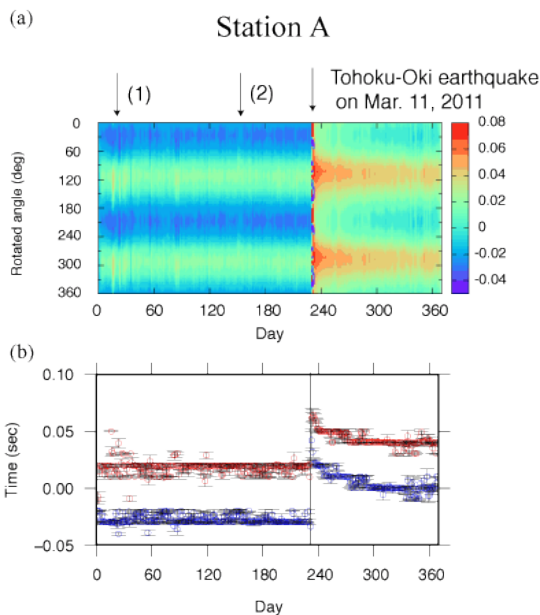 (a)
Station A
(1)
(2)
Tohoku-Oki earthquake
on Mar. 11, 2011
0
60
120
180
240
300
360
Rotated angle (deg)
0.08
0.06
0.04
0.02
0
-0.02
-0.04
0 60 120 180 240 300 360
Day
(b)
0.10
0.05
0.00
−0.05
Time (sec)
0 60 120 180 240 300 360
Day